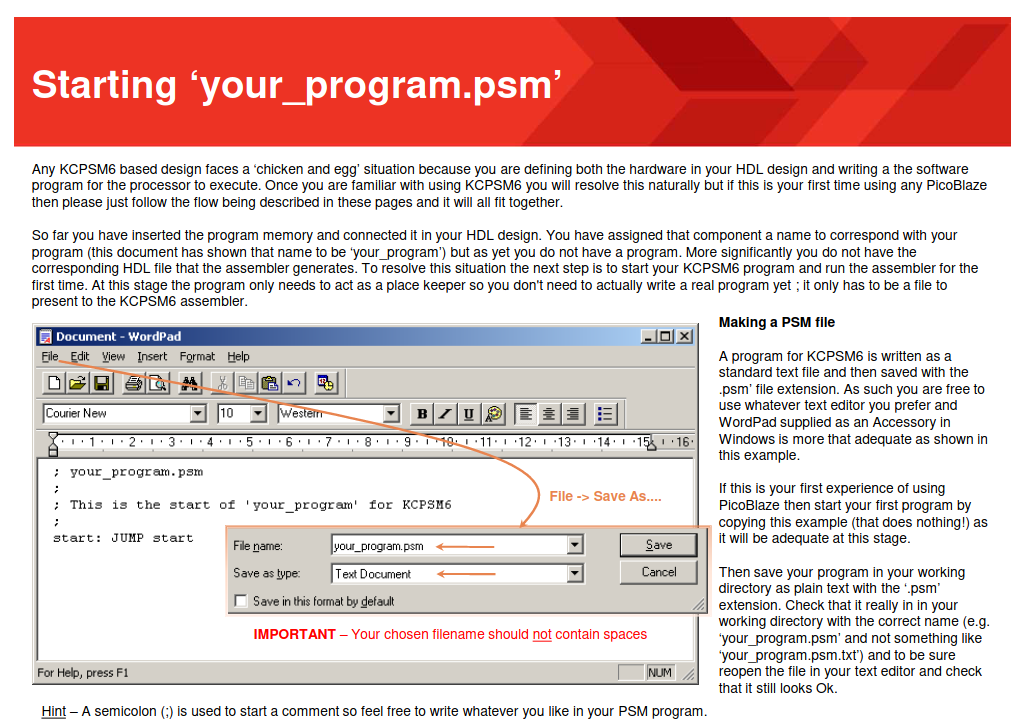 Starting ‘your_program.psm’
Any KCPSM6 based design faces a ‘chicken and egg’ situation because you are defining both the hardware in your HDL design and writing a the software
program for the processor to execute. Once you are familiar with using KCPSM6 you will resolve this naturally but if this is your first time using any PicoBlaze
then please just follow the flow being described in these pages and it will all fit together.
So far you have inserted the program memory and connected it in your HDL design. You have assigned that component a name to correspond with your
program (this document has shown that name to be ‘your_program’) but as yet you do not have a program. More significantly you do not have the
corresponding HDL file that the assembler generates. To resolve this situation the next step is to start your KCPSM6 program and run the assembler for the
first time. At this stage the program only needs to act as a place keeper so you don't need to actually write a real program yet ; it only has to be a file to
present to the KCPSM6 assembler.
Document - WordPad
File Edit View Insert Format Help
Courier New 10 Western B I U
1 2 3 4 5 6 7 8 9 10 11 12 13 14 15 16
; your_program.psm
;
; This is the start of 'your_program' for KCPSM6
;
start: JUMP start
File -> Save As....
File name: your_program.psm Save
Save as type: Text Document Cancel
Save in this format by default
IMPORTANT – Your chosen filename should not contain spaces
For Help, press F1 NUM
Making a PSM file
A program for KCPSM6 is written as a
standard text file and then saved with the
.psm’ file extension. As such you are free to
use whatever text editor you prefer and
WordPad supplied as an Accessory in
Windows is more that adequate as shown in
this example.
If this is your first experience of using
PicoBlaze then start your first program by
copying this example (that does nothing!) as
it will be adequate at this stage.
Then save your program in your working
directory as plain text with the ‘.psm’
extension. Check that it really in in your
working directory with the correct name (e.g.
‘your_program.psm’ and not something like
‘your_program.psm.txt’) and to be sure
reopen the file in your text editor and check
that it still looks Ok.
Hint – A semicolon (;) is used to start a comment so feel free to write whatever you like in your PSM program.